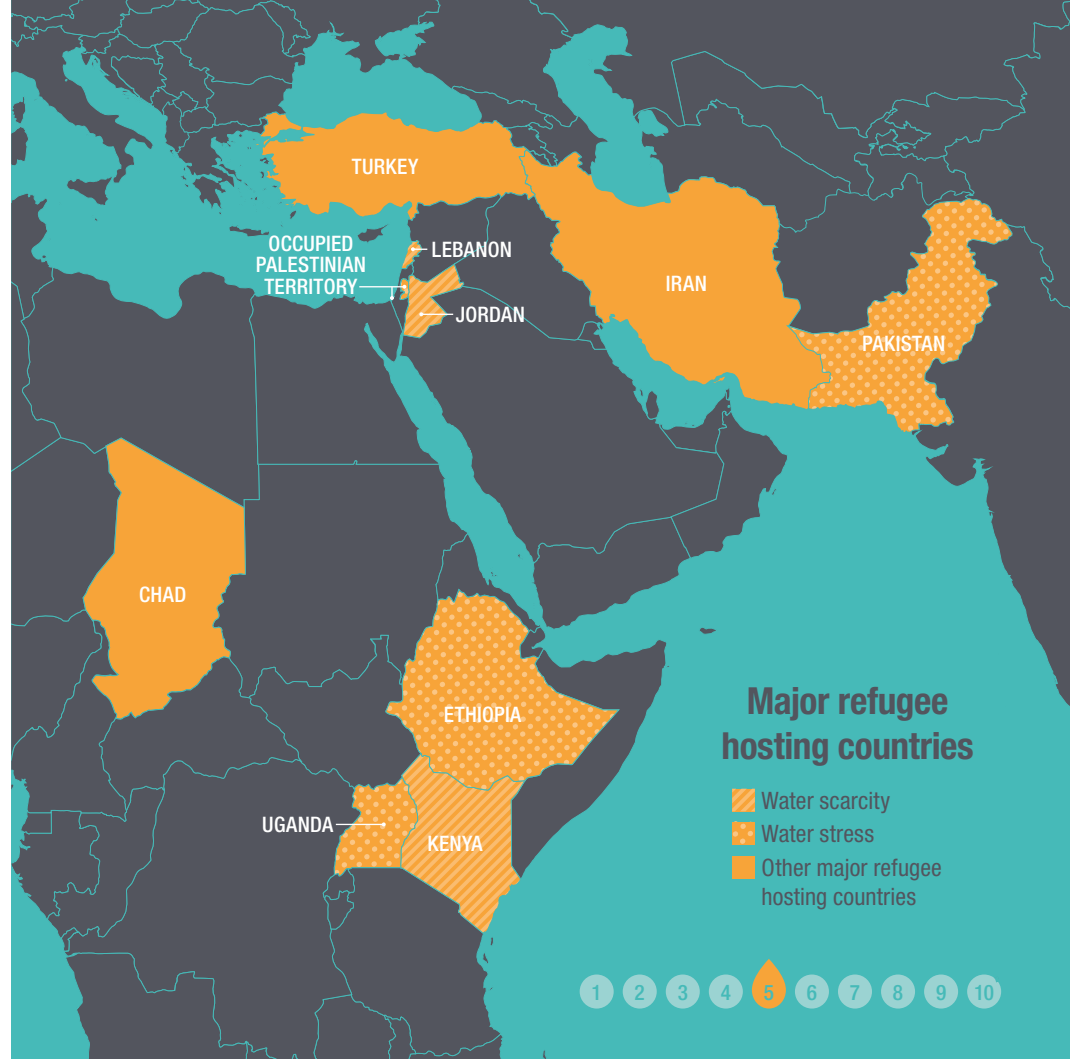 TURKEY
OCCUPIED
PALESTINIAN
TERRITORY
LEBANON
JORDAN
IRAN
PAKISTAN
CHAD
ETHIOPIA
UGANDA
KENYA
Major refugee
hosting countries
Water scarcity
Water stress
Other major refugee
hosting countries
1 2 3 4 5 6 7 8 9 10